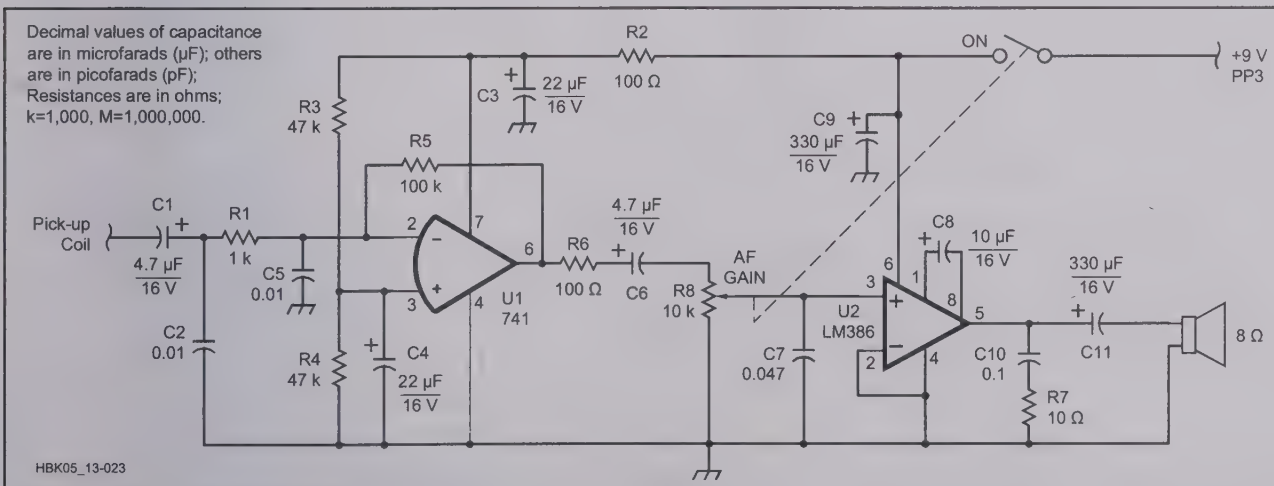 Decimal values of capacitance
are in microfarads (µF); others
are in picofarads (pF);
Resistances are in ohms;
k=1,000, M=1,000,000.
R2
100 Ω
ON
+9 V
PP3
C3
+
22 µF
16 V
R3
47 k
C9
+
330 µF
16 V
R5
100 k
Pick-up
Coil
C1
+
4.7 µF
16 V
R1
1 k
C5
0.01
2
−
7
6
+
3
4
U1
741
R6
100 Ω
4.7 µF
16 V
+
C6
AF
GAIN
R8
10 k
C8
+
10 µF
16 V
6
1
8
3
+
5
−
2
4
U2
LM386
330 µF
16 V
+
C11
8 Ω
C2
0.01
R4
47 k
+
C4
22 µF
16 V
C7
0.047
C10
0.1
R7
10 Ω
HBK05_13-023